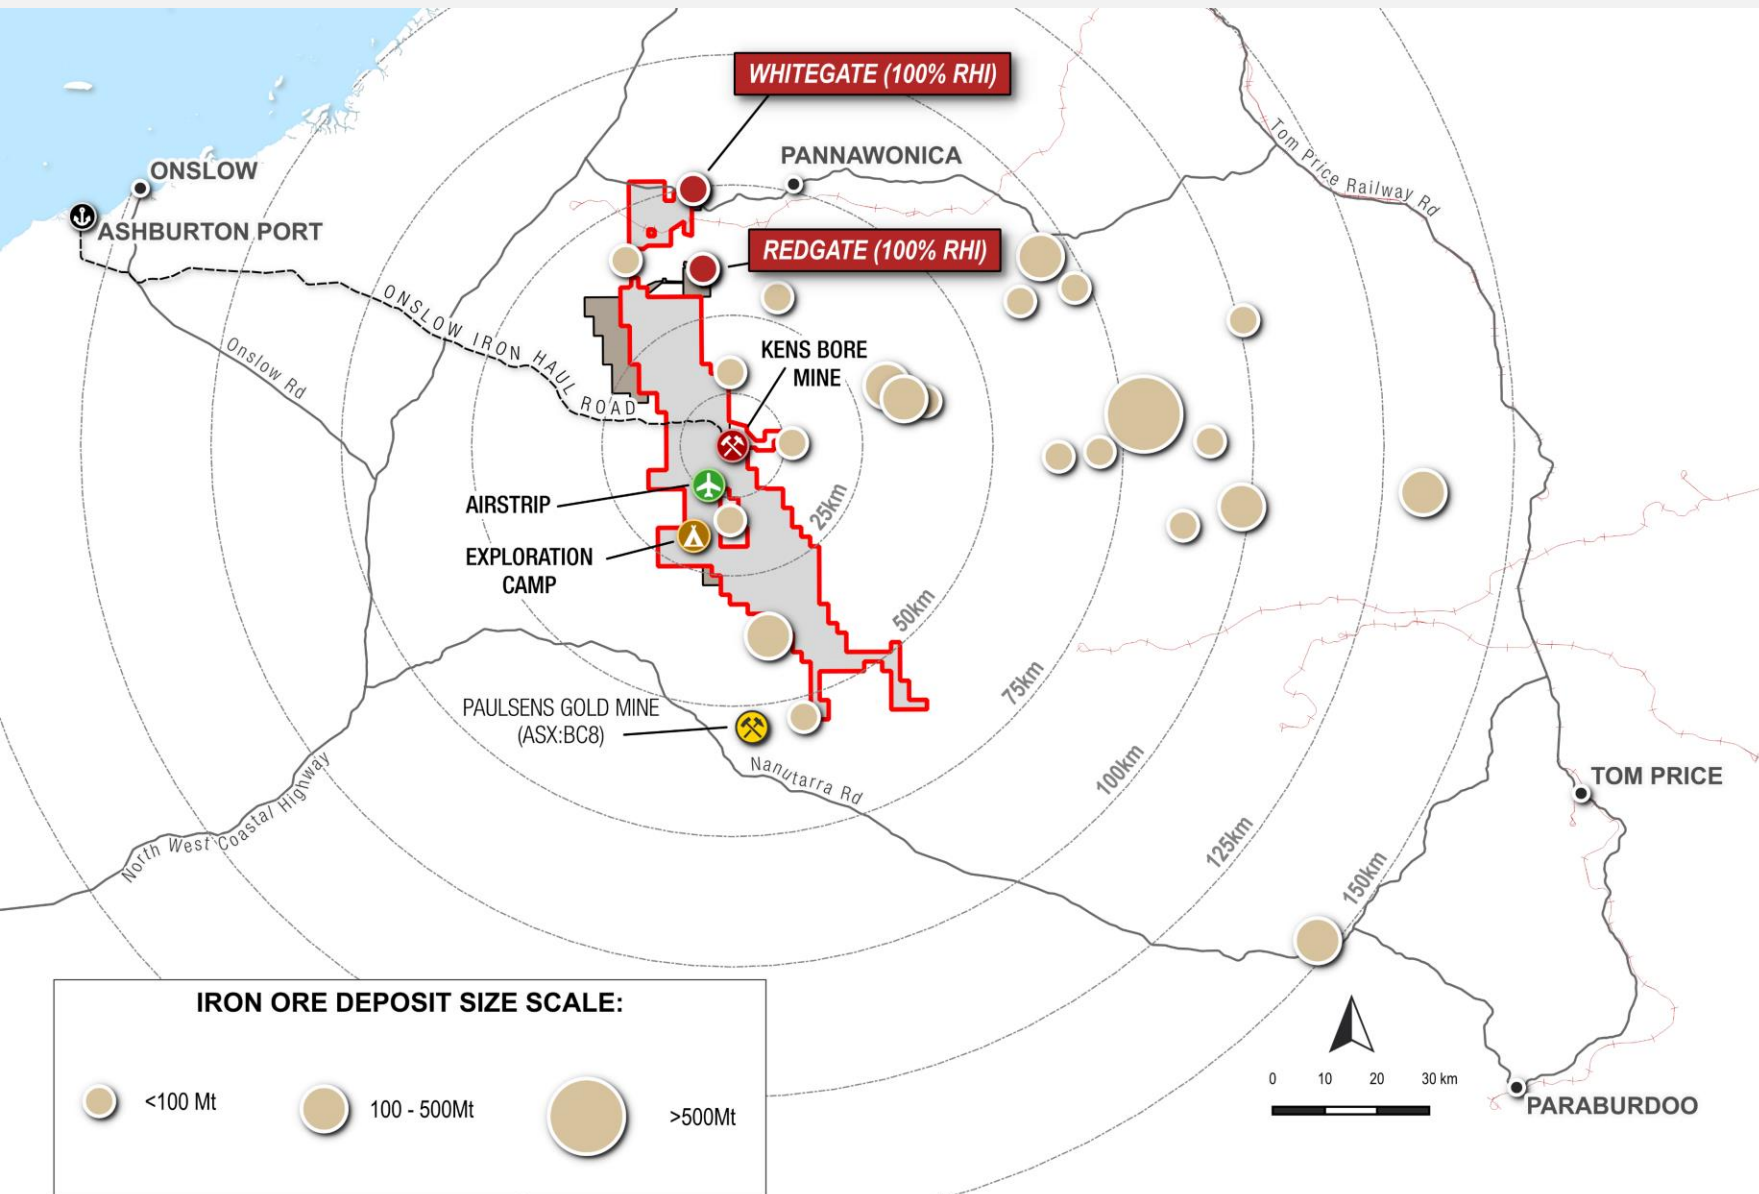 WHITEGATE (100% RHI)
ONSLOW
PANNAWONICA
Tom Price Railway Rd
ASHBURTON PORT
REDGATE (100% RHI)
ONSLOW IRON HAUL ROAD
Onslow Rd
KENS BORE
MINE
AIRSTRIP
25km
EXPLORATION
CAMP
50km
75km
PAULSENS GOLD MINE
(ASX:BC8)
Nanutarra Rd
100km
TOM PRICE
North West Coastal Highway
125km
150km
IRON ORE DEPOSIT SIZE SCALE:
<100 Mt
100 - 500Mt
>500Mt
0 10 20 30 km
PARABURDOO